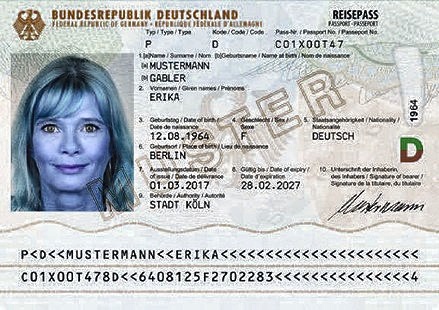 BUNDESREPUBLIK DEUTSCHLAND
FEDERAL REPUBLIC OF GERMANY • RÉPUBLIQUE FÉDÉRALE D'ALLEMAGNE
REISEPASS
PASSPORT • PASSEPORT
Typ / Type / Type Kode / Code / Code Pass-Nr. / Passport No. / Passeport No.
P D C01X00T47
1.[a]Name / Surname / Nom [b]Geburtsname / Name at birth / Nom de naissance
[a] MUSTERMANN
[b] GABLER
2. Vornamen / Given names / Prénoms
ERIKA
3. Geburtstag / Date of birth / Date de naissance
12.08.1964
4. Geschlecht / Sex / Sexe
F
5. Staatsangehörigkeit / Nationality / Nationalité
DEUTSCH
6. Geburtsort / Place of birth / Lieu de naissance
BERLIN
7. Ausstellungsdatum / Date of issue / Date de délivrance
01.03.2017
8. Gültig bis / Date of expiry / Date d'expiration
28.02.2027
9. Behörde / Authority / Autorité
STADT KÖLN
10. Unterschrift der Inhaberin, des Inhabers / Signature of bearer / Signature de la titulaire, du titulaire
Mustermann
1964
D
MUSTER
P<D<<MUSTERMANN<<ERIKA<<<<<<<<<<<<<<<<<<<<<<
C01X00T478D<<6408125F2702283<<<<<<<<<<<<<<<4